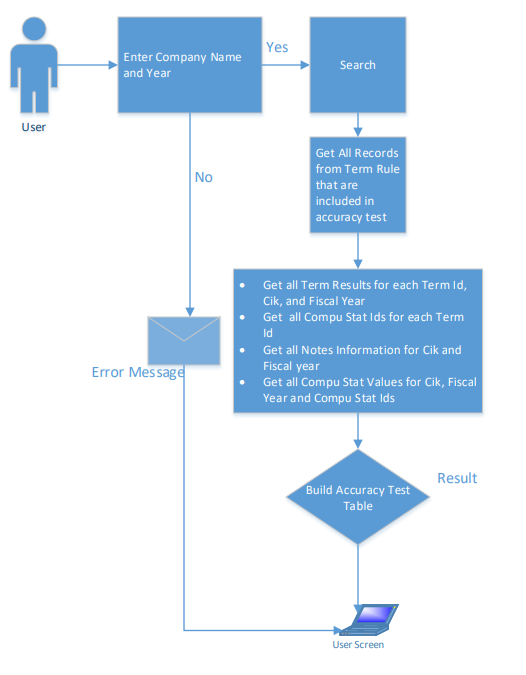 Enter Company Name
and Year
Yes
Search
User
Get All Records
from Term Rule
that are
included in
accuracy test
No
• Get all Term Results for each Term Id,
Cik, and Fiscal Year
• Get all Compu Stat Ids for each Term
Id
• Get all Notes Information for Cik and
Fiscal year
• Get all Compu Stat Values for Cik, Fiscal
Year and Compu Stat Ids
Error Message
Build Accuracy Test
Table
Result
User Screen